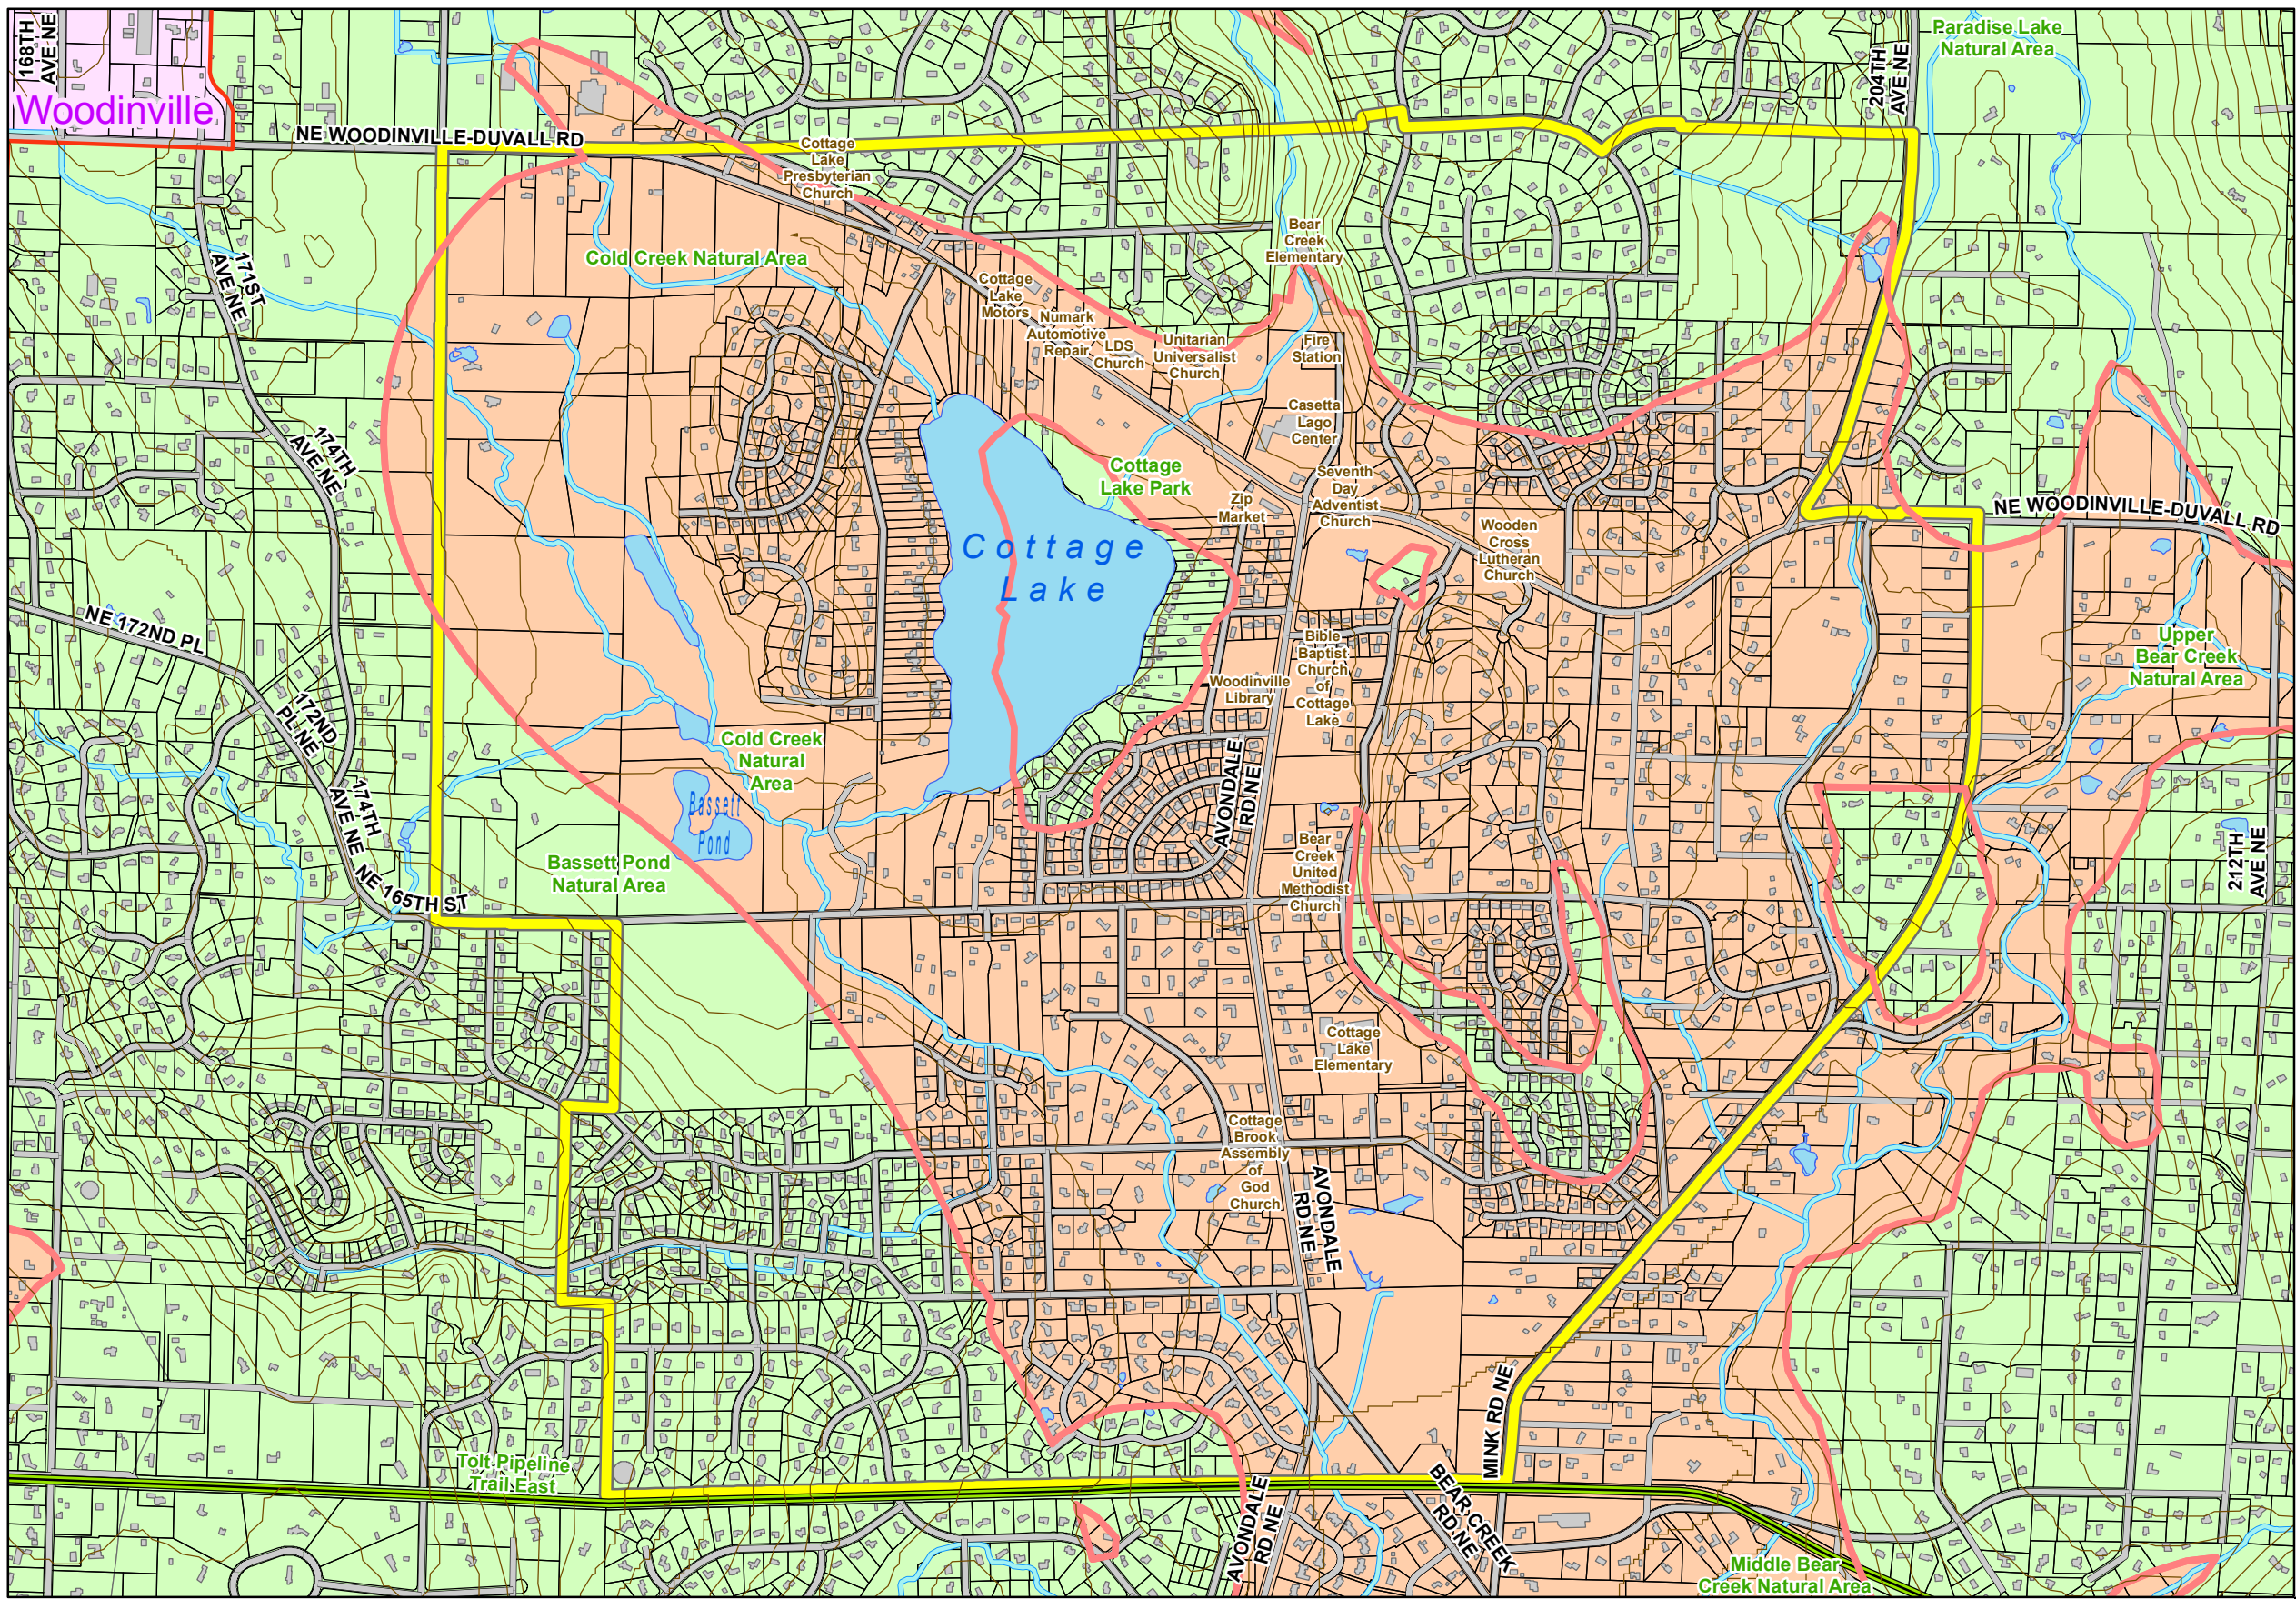 168TH
AVE NE
Woodinville
NE WOODINVILLE-DUVALL RD
204TH
AVE NE
Paradise Lake
Natural Area
Cottage
Lake
Presbyterian
Church
Cold Creek Natural Area
171ST
AVE NE
Bear
Creek
Elementary
Cottage
Lake
Motors
Numark
Automotive
Repair
LDS
Church
Unitarian
Universalist
Church
Fire
Station
Casetta
Lago
Center
174TH
AVE NE
Cottage
Lake Park
Zip
Market
Seventh
Day
Adventist
Church
Wooden
Cross
Lutheran
Church
NE WOODINVILLE-DUVALL RD
Cottage
Lake
NE 172ND PL
Bible
Baptist
Church
of
Cottage
Lake
Woodinville
Library
Upper
Bear Creek
Natural Area
172ND
PL NE
Cold Creek
Natural
Area
AVONDALE
RD NE
174TH
AVE NE
Bassett
Pond
Bassett Pond
Natural Area
NE 165TH ST
Bear
Creek
United
Methodist
Church
212TH
AVE NE
Cottage
Lake
Elementary
Cottage
Brook
Assembly
of
God
Church
AVONDALE
RD NE
MINK RD NE
Tolt Pipeline
Trail East
AVONDALE
RD NE
BEAR CREEK
RD NE
Middle Bear
Creek Natural Area